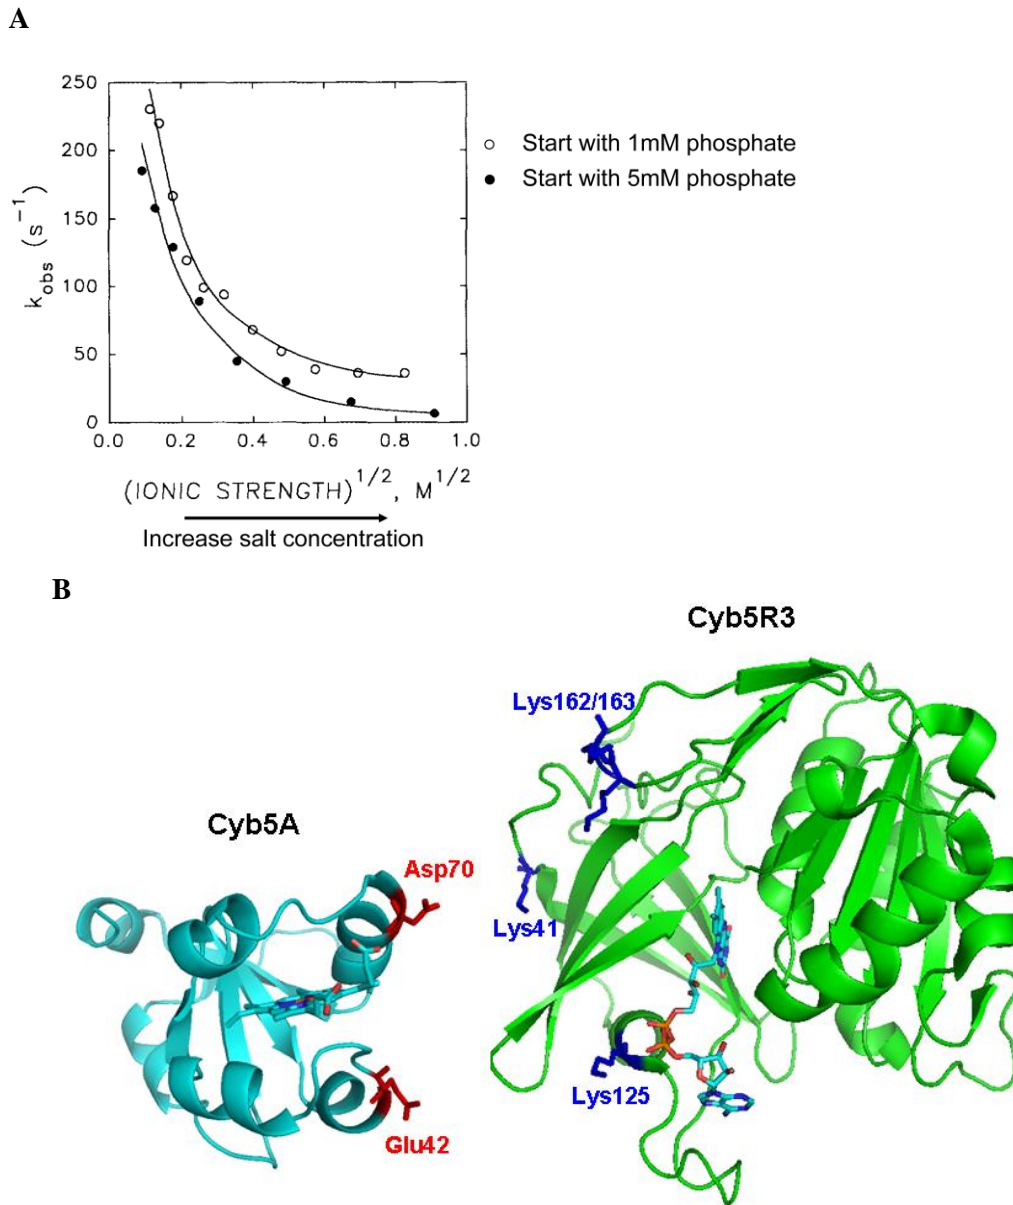 A
250
200
150
100
50
0
k_obs (s^-1)
0.0 0.2 0.4 0.6 0.8 1.0
(IONIC STRENGTH)^1/2, M^1/2
Increase salt concentration
Start with 1mM phosphate
Start with 5mM phosphate
B
Cyb5R3
Lys162/163
Cyb5A
Asp70
Lys41
Lys125
Glu42